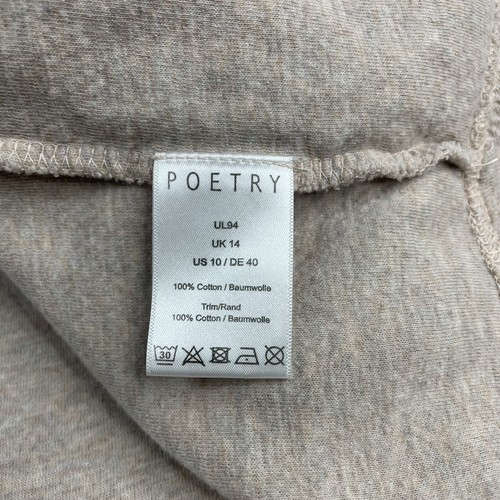 POETRY
UL94
UK 14
US 10 / DE 40
100% Cotton / Baumwolle
Trim/Rand
100% Cotton / Baumwolle
30